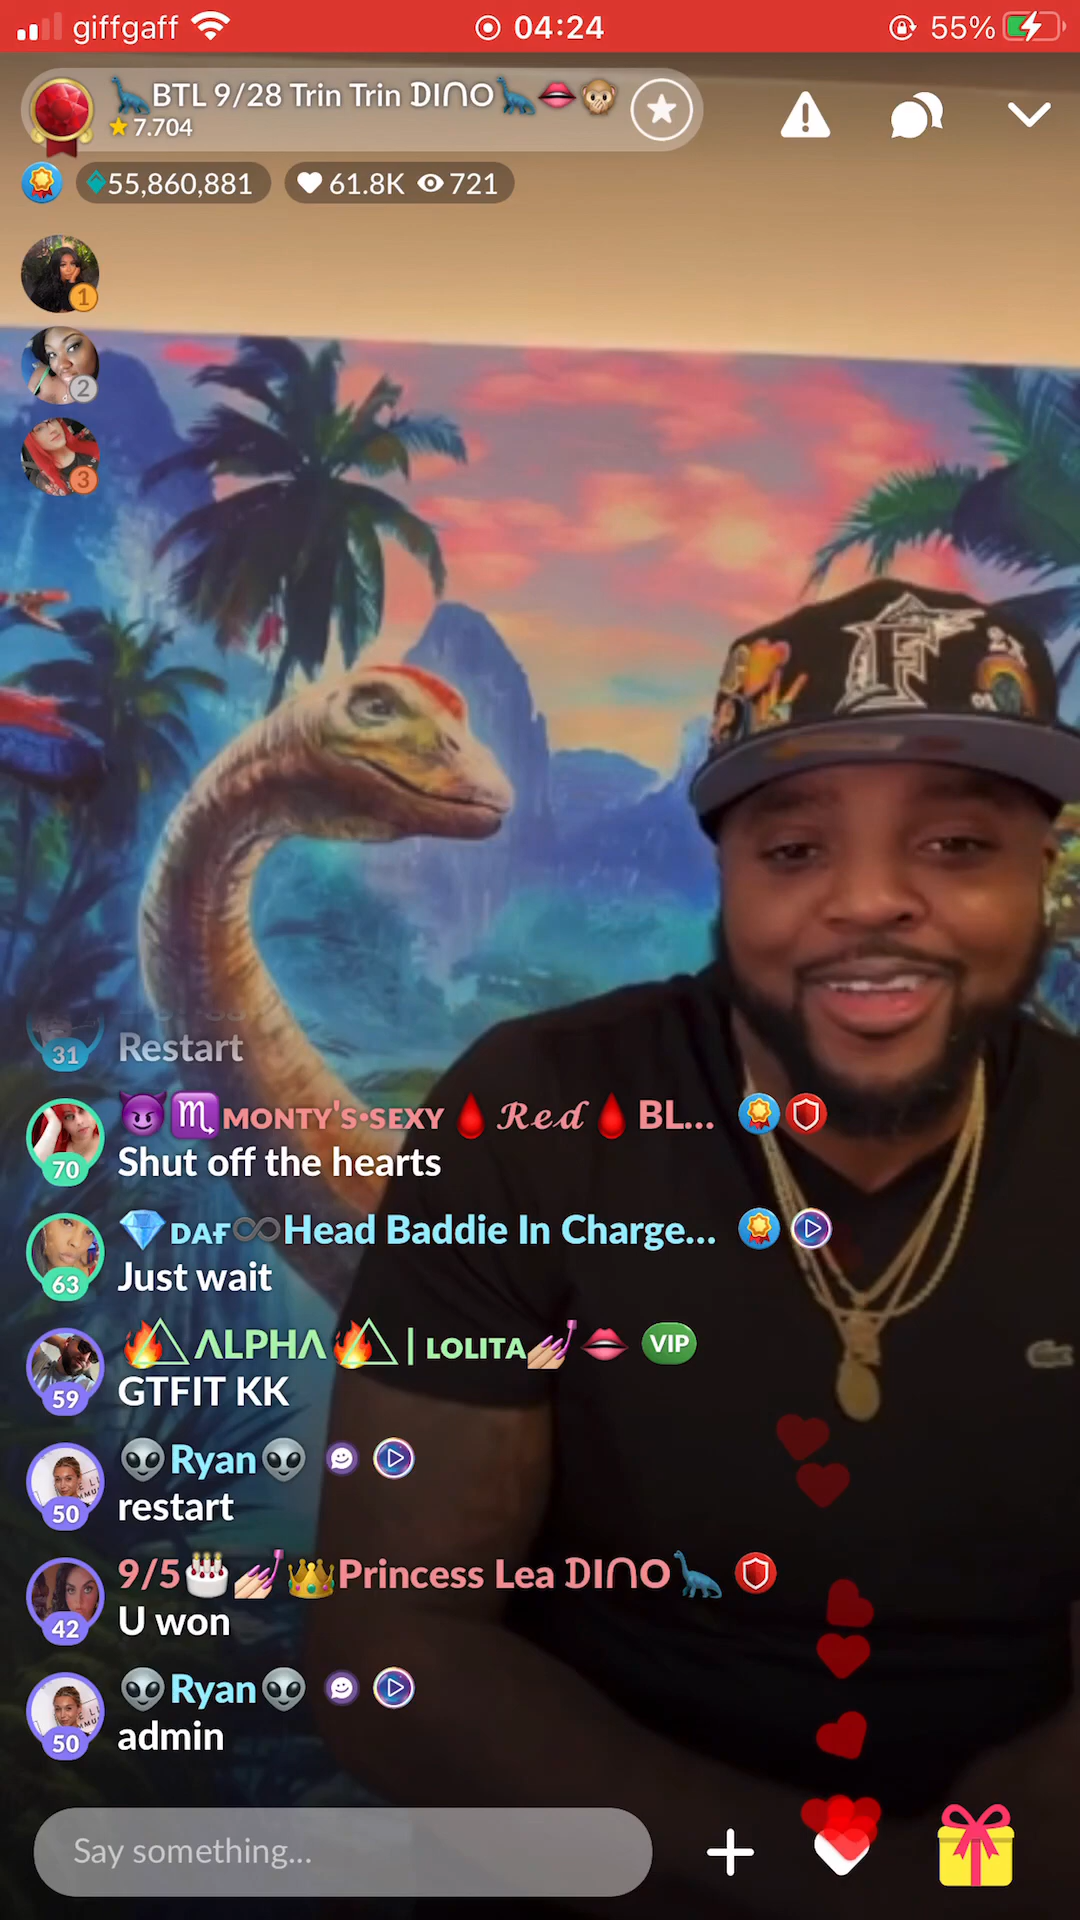 giffgaff 04:24 55%
🦕BTL 9/28 Trin Trin ᗪIᑎO🦕👄🙊
7.704
55,860,881 61.8K 721
1
2
3
31 Restart
😈♏MONTY'S•SEXY🩸𝓡𝓮𝓭🩸BL...
70 Shut off the hearts
💎DAF♾Head Baddie In Charge...
63 Just wait
🔥△ΛLPHΛ🔥△|LOLITA💅👄 VIP
59 GTFIT KK
👽Ryan👽
50 restart
9/5🎂💅👑Princess Lea ᗪIᑎO🦕
42 U won
👽Ryan👽
50 admin
Say something...
F